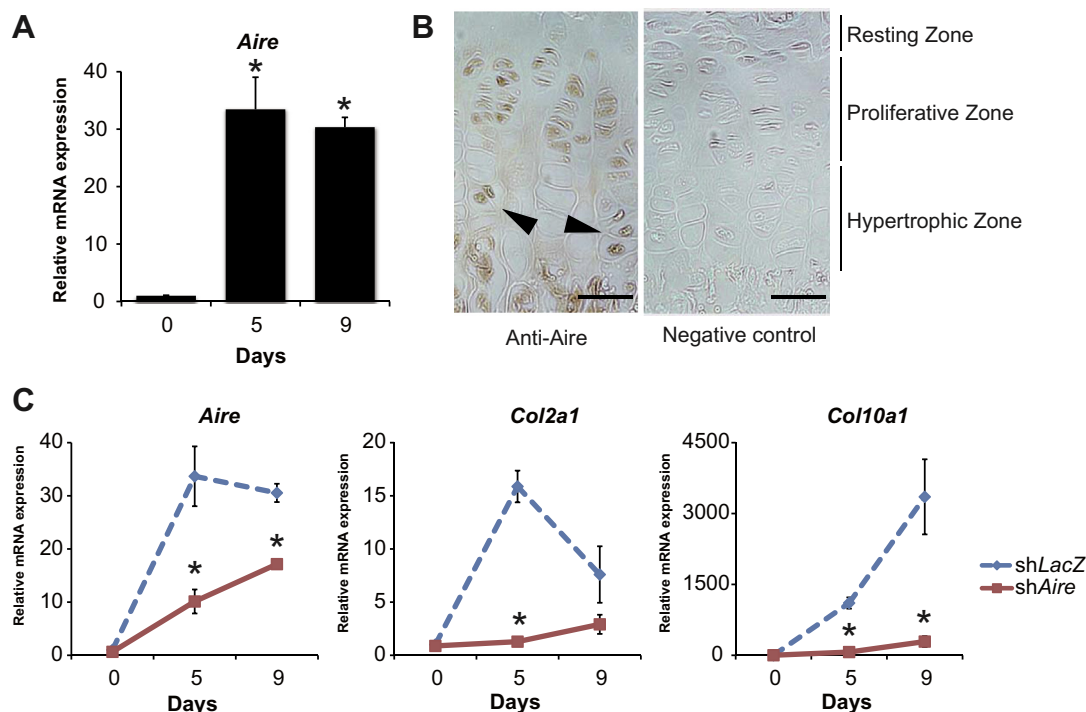 A
Aire
Relative mRNA expression
40
30
20
10
0
*
*
0 5 9
Days
B
Anti-Aire
Negative control
Resting Zone
Proliferative Zone
Hypertrophic Zone
C
Aire
Relative mRNA expression
40
30
20
10
0
*
*
0 5 9
Days
Col2a1
Relative mRNA expression
20
15
10
5
0
*
0 5 9
Days
Col10a1
Relative mRNA expression
4500
3000
1500
0
*
*
0 5 9
Days
shLacZ
shAire